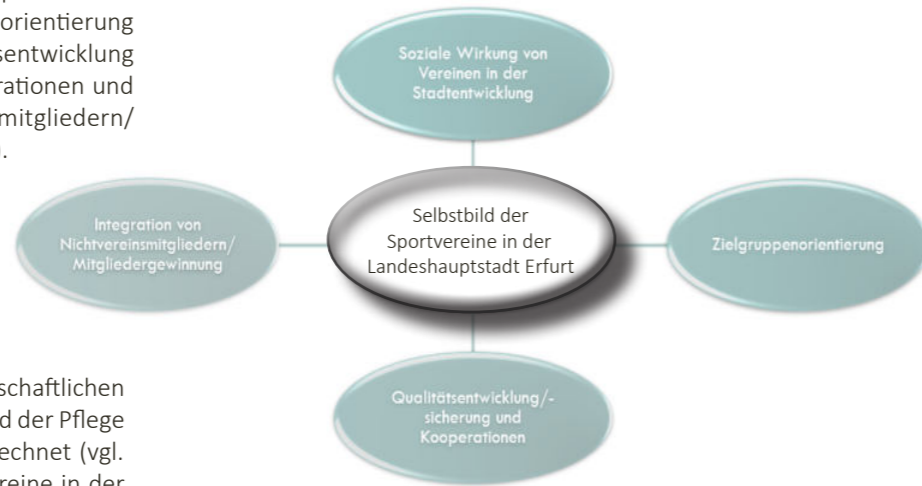 orientierung
sentwicklung
rationen und
mitgliedern/
Soziale Wirkung von
Vereinen in der
Stadtentwicklung
Integration von
Nichtvereinsmitgliedern/
Mitgliedergewinnung
Selbstbild der
Sportvereine in der
Landeshauptstadt Erfurt
Zielgruppenorientierung
Qualitätsentwicklung/-
sicherung und
Kooperationen
schaftlichen
d der Pflege
echnet (vgl.
reine in der